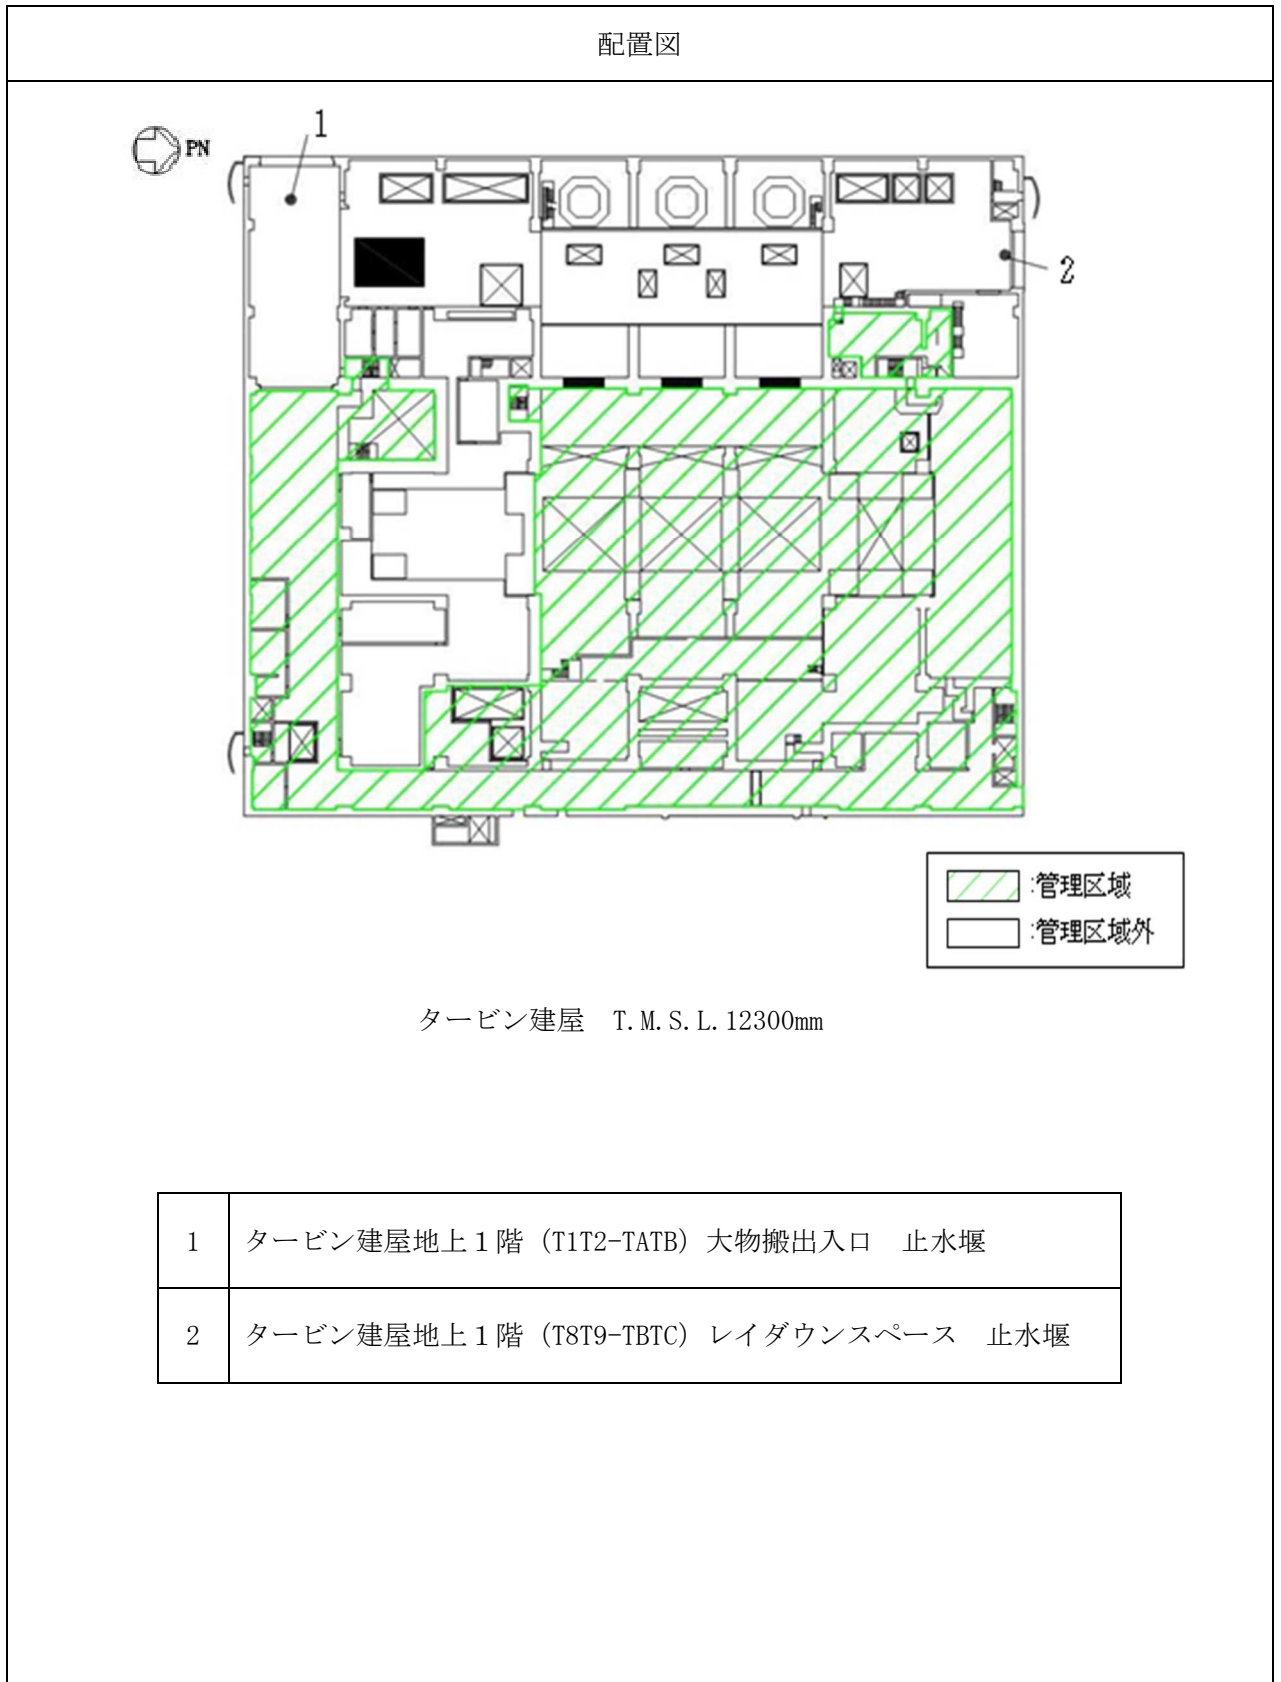 配置図
1
PN
2
:管理区域
:管理区域外
タービン建屋　T.M.S.L.12300mm
1 タービン建屋地上１階（T1T2-TATB）大物搬出入口　止水堰
2 タービン建屋地上１階（T8T9-TBTC）レイダウンスペース　止水堰